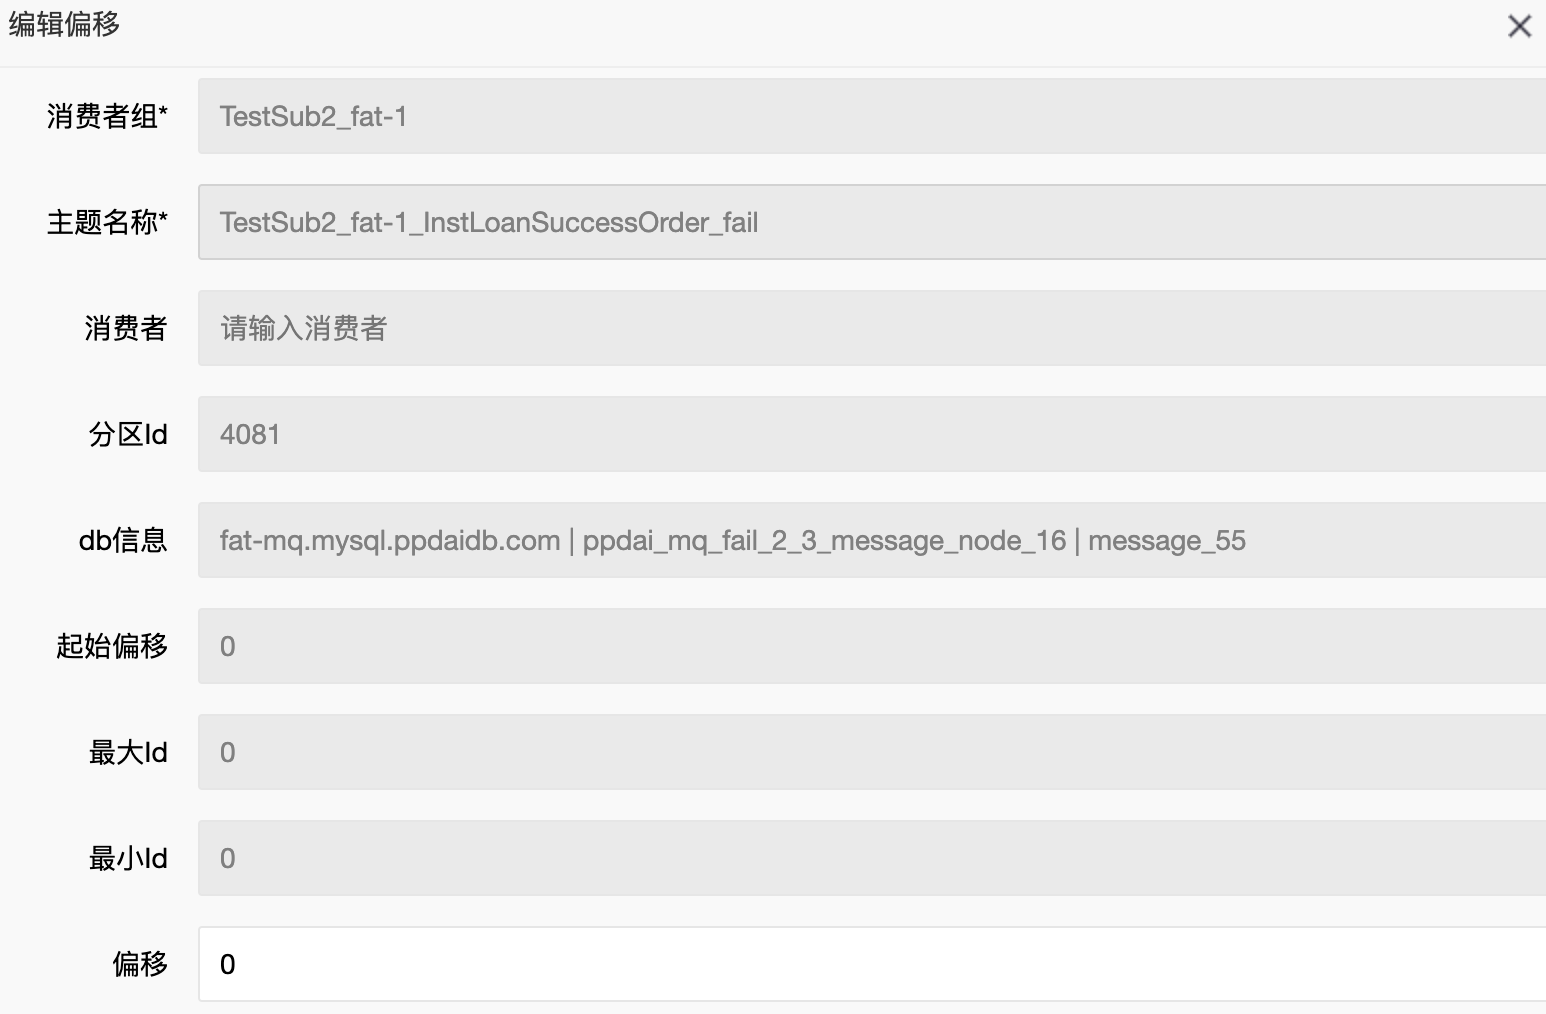 编辑偏移
消费者组* TestSub2_fat-1
主题名称* TestSub2_fat-1_InstLoanSuccessOrder_fail
消费者 请输入消费者
分区Id 4081
db信息 fat-mq.mysql.ppdaidb.com | ppdai_mq_fail_2_3_message_node_16 | message_55
起始偏移 0
最大Id 0
最小Id 0
偏移 0